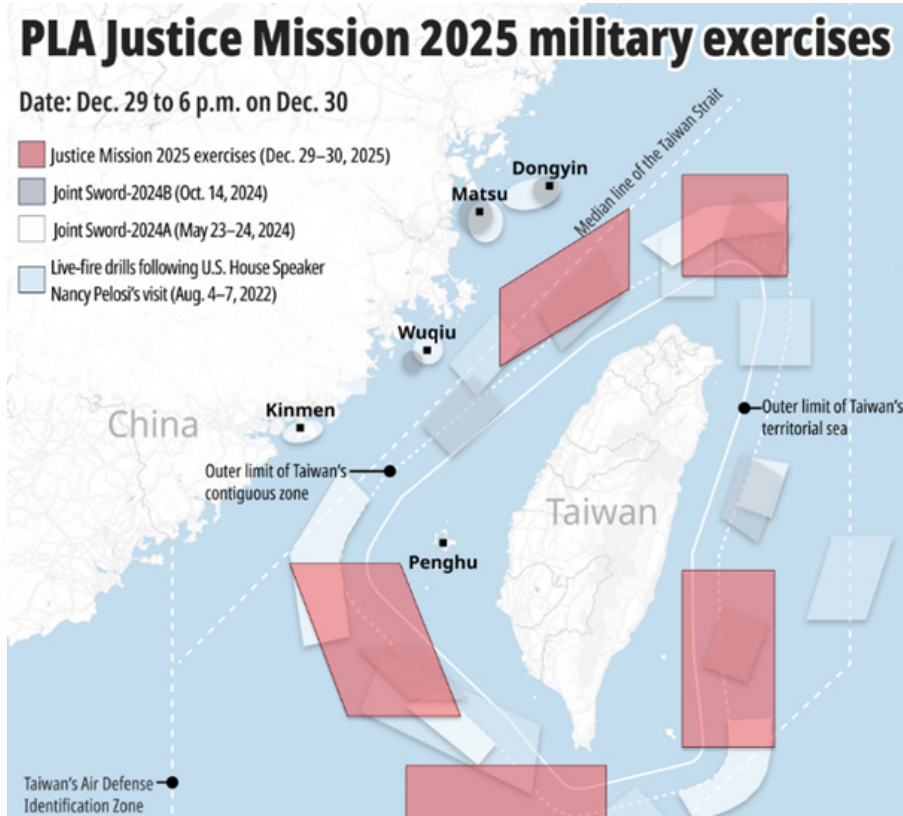 PLA Justice Mission 2025 military exercises
Date: Dec. 29 to 6 p.m. on Dec. 30
Justice Mission 2025 exercises (Dec. 29–30, 2025)
Joint Sword-2024B (Oct. 14, 2024)
Joint Sword-2024A (May 23–24, 2024)
Live-fire drills following U.S. House Speaker
Nancy Pelosi's visit (Aug. 4–7, 2022)
Median line of the Taiwan Strait
Dongyin
Matsu
Wuqiu
Kinmen
China
Outer limit of Taiwan's
territorial sea
Outer limit of Taiwan's
contiguous zone
Taiwan
Penghu
Taiwan's Air Defense
Identification Zone